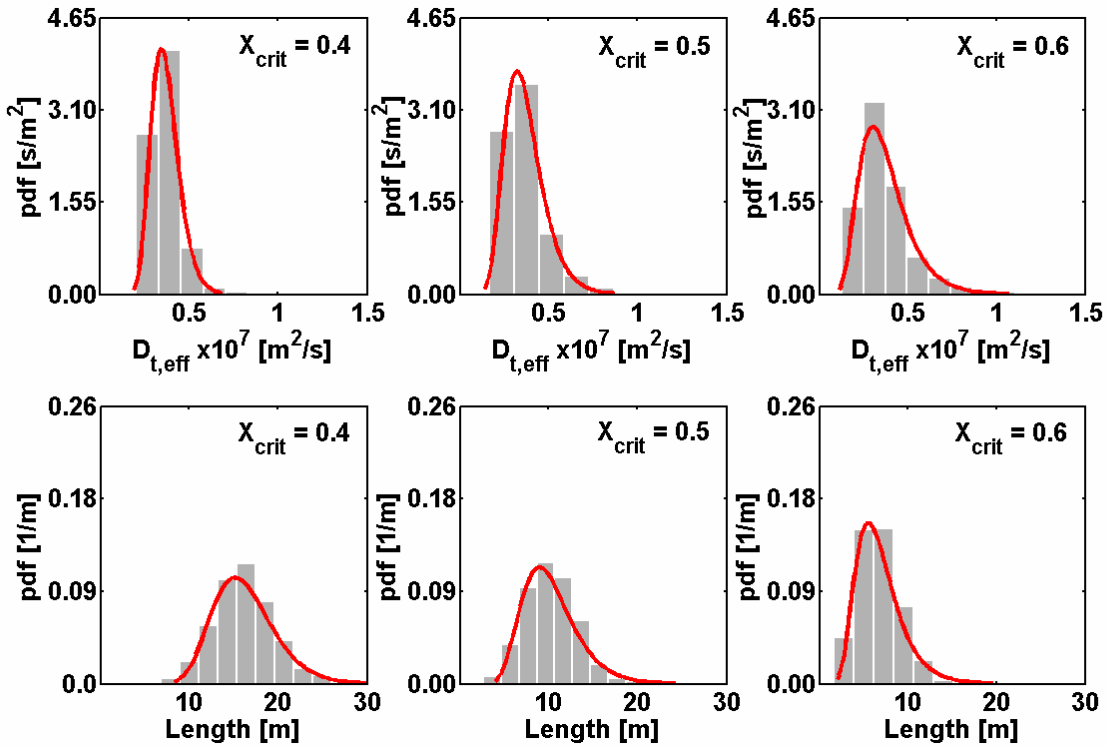 4.65
3.10
1.55
0.00
pdf [s/m²]
X_crit = 0.4
0.5 1 1.5
D_t,eff x10⁷ [m²/s]
4.65
3.10
1.55
0.00
pdf [s/m²]
X_crit = 0.5
0.5 1 1.5
D_t,eff x10⁷ [m²/s]
4.65
3.10
1.55
0.00
pdf [s/m²]
X_crit = 0.6
0.5 1 1.5
D_t,eff x10⁷ [m²/s]
0.26
0.18
0.09
0.0
pdf [1/m]
X_crit = 0.4
10 20 30
Length [m]
0.26
0.18
0.09
0.0
pdf [1/m]
X_crit = 0.5
10 20 30
Length [m]
0.26
0.18
0.09
0.0
pdf [1/m]
X_crit = 0.6
10 20 30
Length [m]